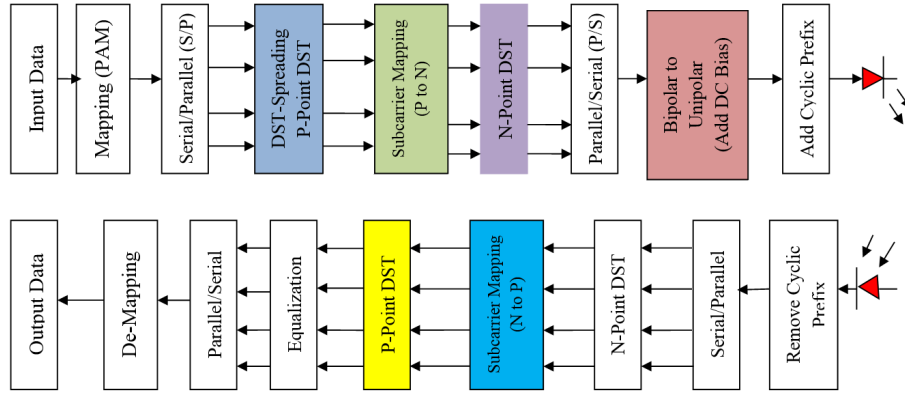 Input Data
Mapping (PAM)
Serial/Parallel (S/P)
DST-Spreading
P-Point DST
Subcarrier Mapping
(P to N)
N-Point DST
Parallel/Serial (P/S)
Bipolar to
Unipolar
(Add DC Bias)
Add Cyclic Prefix
Output Data
De-Mapping
Parallel/Serial
Equalization
P-Point DST
Subcarrier Mapping
(N to P)
N-Point DST
Serial/Parallel
Remove Cyclic
Prefix